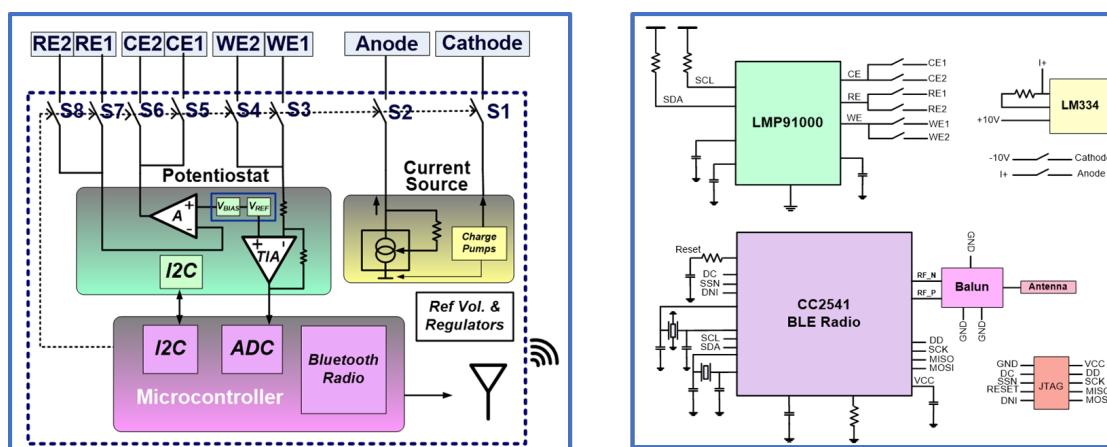 RE2 RE1 CE2 CE1 WE2 WE1 Anode Cathode
S8 S7 S6 S5 S4 S3 S2 S1
Potentiostat
Current
Source
A
+
-
VBIAS
VREF
+
-
TIA
Charge
Pumps
I2C
Ref Vol. &
Regulators
I2C
ADC
Bluetooth
Radio
Microcontroller
SCL
SDA
LMP91000
CE
RE
WE
CE1
CE2
RE1
RE2
WE1
WE2
I+
LM334
+10V
-10V
Cathode
I+
Anode
Reset
DC
SSN
DNI
SCL
SDA
CC2541
BLE Radio
RF_N
RF_P
DD
SCK
MISO
MOSI
VCC
GND
Balun
Antenna
GND
GND
GND
DC
SSN
RESET
DNI
JTAG
VCC
DD
SCK
MISO
MOSI